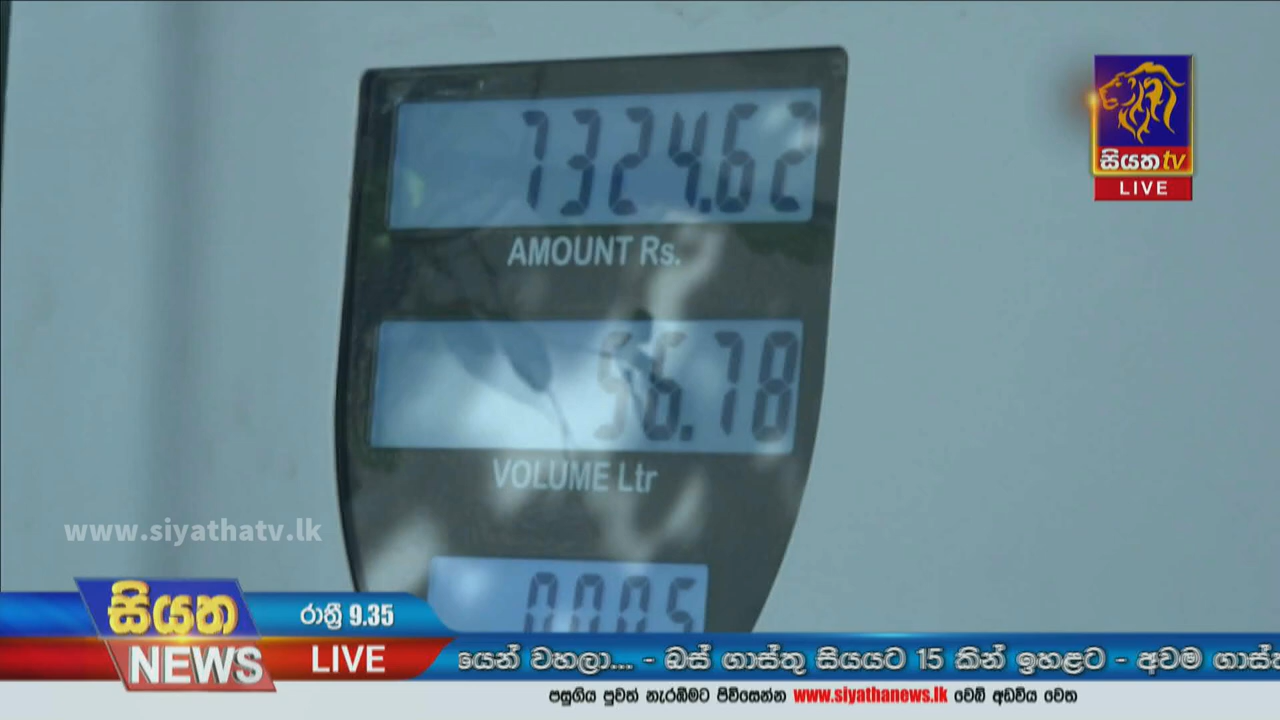 7324.62
AMOUNT Rs.
56.78
VOLUME Ltr
සියත tv
LIVE
www.siyathatv.lk
සියත
NEWS
රාත්‍රී 9.35
LIVE
යෙන් වහලා... - බස් ගාස්තු සියයට 15 කින් ඉහළට - අවම ගාස්තු
පසුගිය පුවත් නැරඹීමට පිවිසෙන්න www.siyathanews.lk වෙබ් අඩවිය වෙත